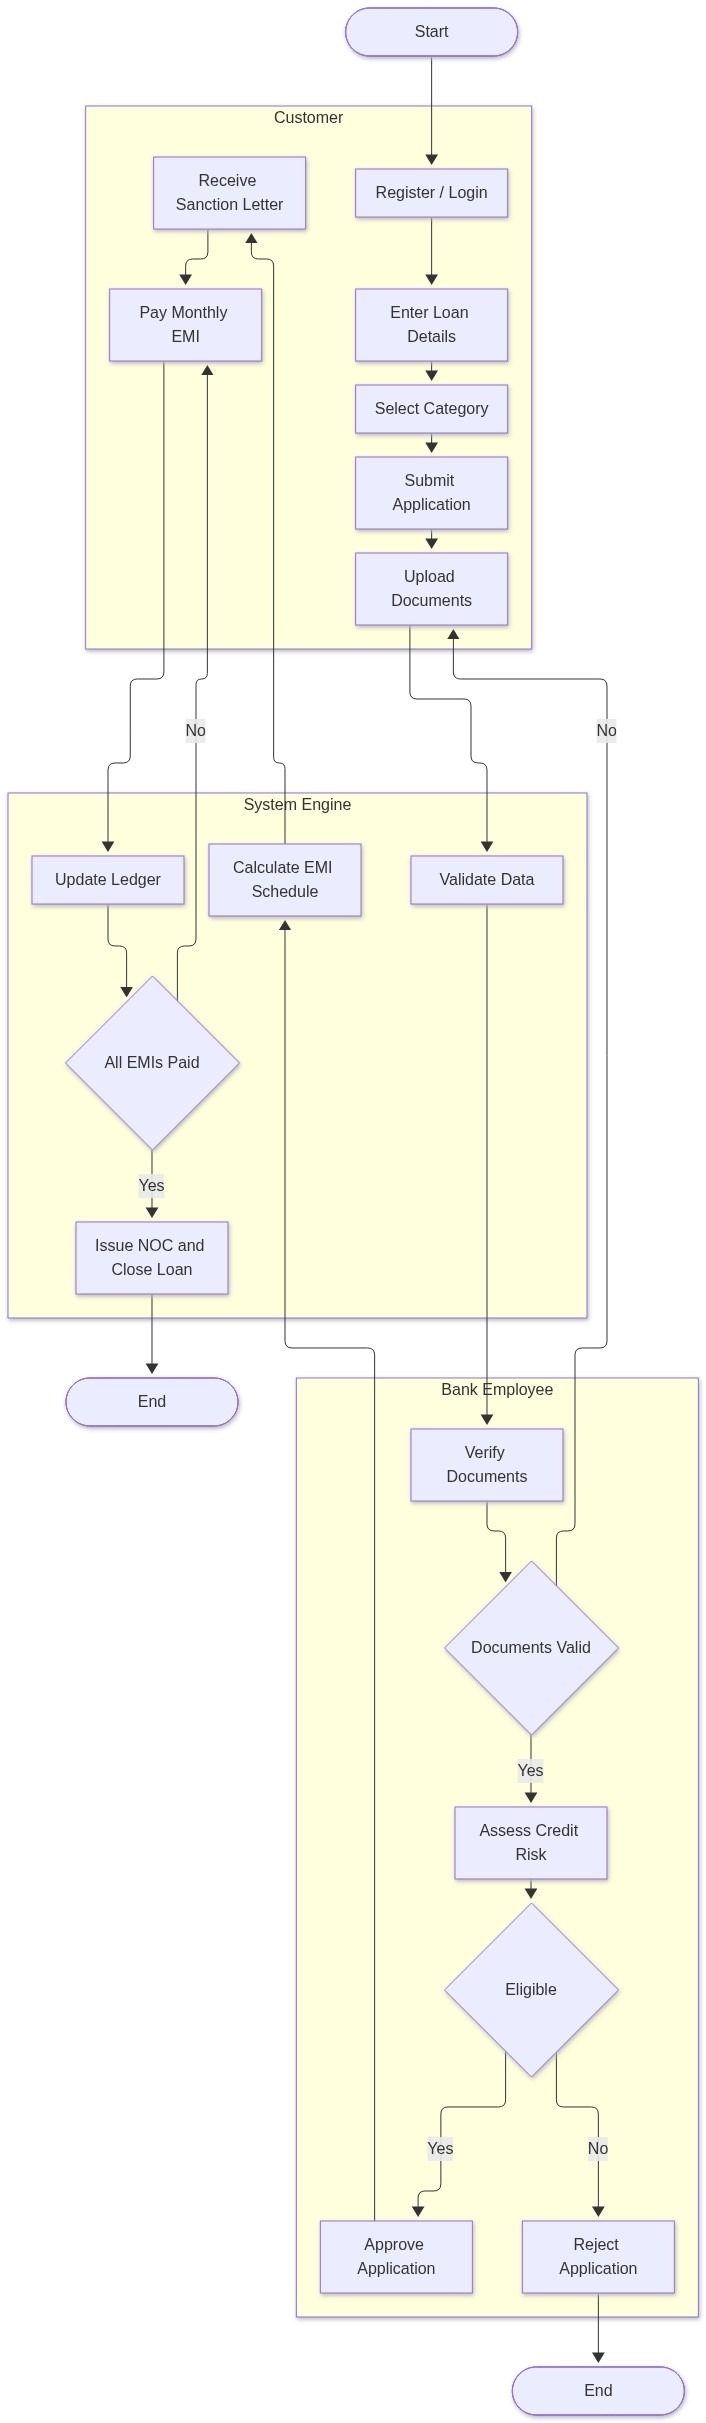 Start
Customer
Receive
Sanction Letter
Register / Login
Pay Monthly
EMI
Enter Loan
Details
Select Category
Submit
Application
Upload
Documents
No
No
System Engine
Update Ledger
Calculate EMI
Schedule
Validate Data
All EMIs Paid
Yes
Issue NOC and
Close Loan
End
Bank Employee
Verify
Documents
Documents Valid
Yes
Assess Credit
Risk
Eligible
Yes
No
Approve
Application
Reject
Application
End